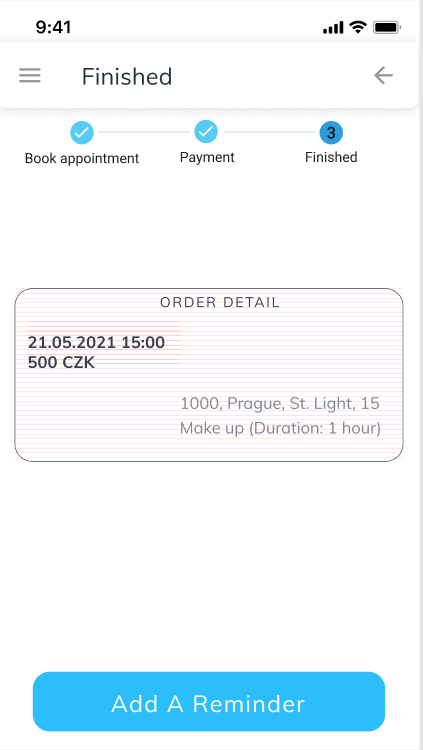 9:41
Finished
3
Book appointment
Payment
Finished
ORDER DETAIL
21.05.2021 15:00
500 CZK
1000, Prague, St. Light, 15
Make up (Duration: 1 hour)
Add A Reminder